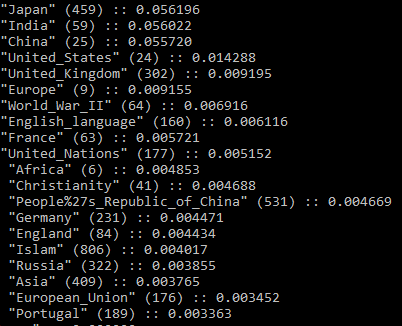 "Japan" (459) :: 0.056196
"India" (59) :: 0.056022
"China" (25) :: 0.055720
"United_States" (24) :: 0.014288
"United_Kingdom" (302) :: 0.009195
"Europe" (9) :: 0.009155
"World_War_II" (64) :: 0.006916
"English_language" (160) :: 0.006116
"France" (63) :: 0.005721
"United_Nations" (177) :: 0.005152
"Africa" (6) :: 0.004853
"Christianity" (41) :: 0.004688
"People%27s_Republic_of_China" (531) :: 0.004669
"Germany" (231) :: 0.004471
"England" (84) :: 0.004434
"Islam" (806) :: 0.004017
"Russia" (322) :: 0.003855
"Asia" (409) :: 0.003765
"European_Union" (176) :: 0.003452
"Portugal" (189) :: 0.003363